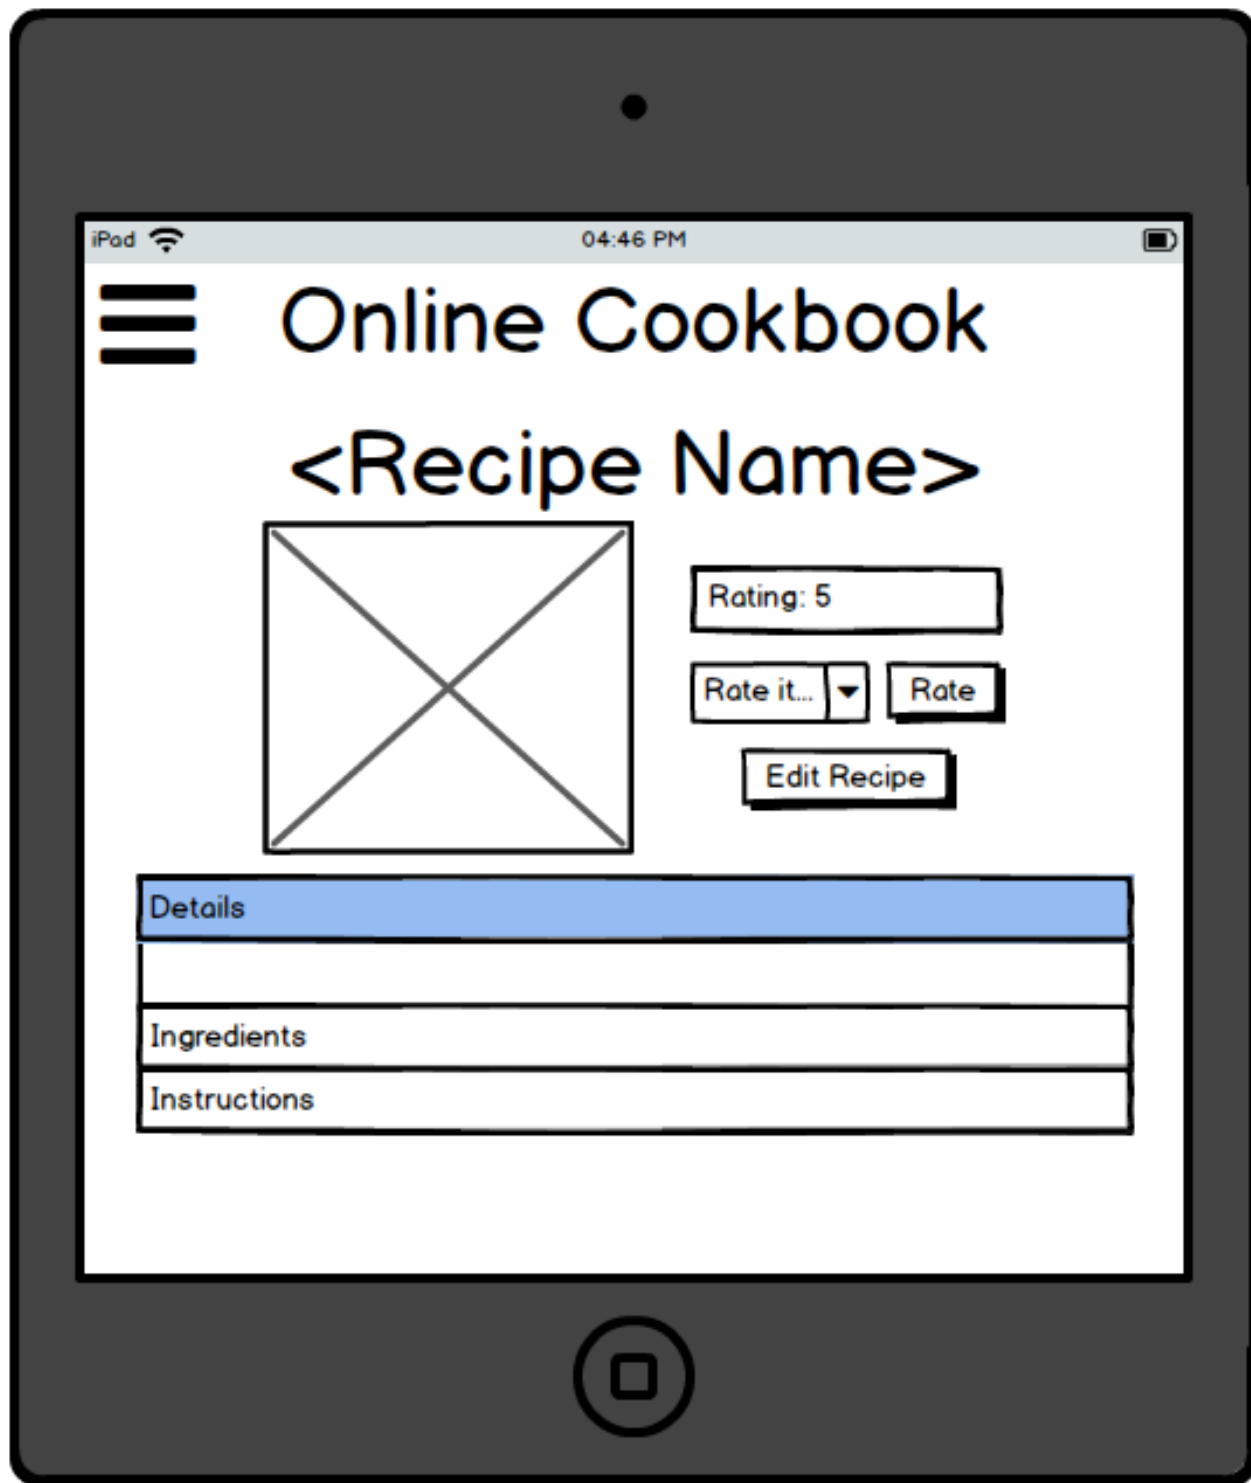 iPad 04:46 PM
Online Cookbook
<Recipe Name>
Rating: 5
Rate it... Rate
Edit Recipe
Details
Ingredients
Instructions